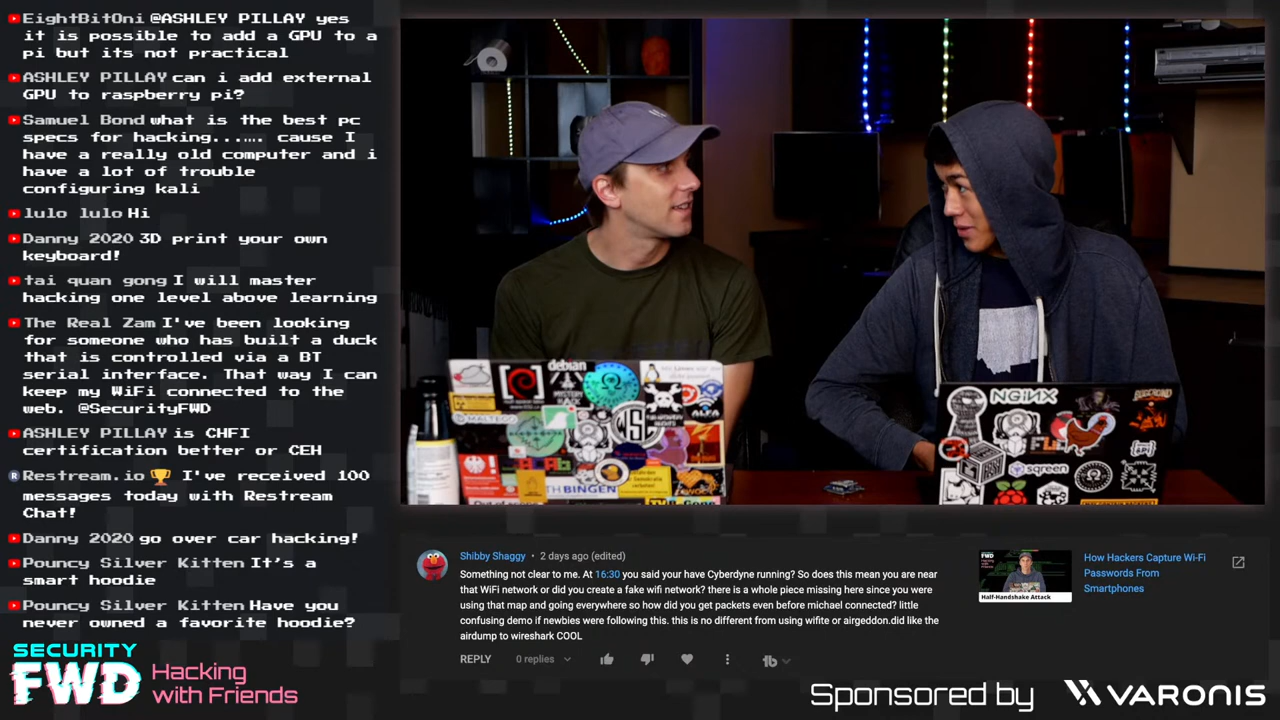 EightBitOni @ASHLEY PILLAY yes
it is possible to add a GPU to a
pi but its not practical
ASHLEY PILLAY can i add external
GPU to raspberry pi?
Samuel Bond what is the best pc
specs for hacking...... cause I
have a really old computer and i
have a lot of trouble
configuring kali
lulo lulo Hi
Danny 2020 3D print your own
keyboard!
tai quan gong I will master
hacking one level above learning
The Real Zam I've been looking
for someone who has built a duck
that is controlled via a BT
serial interface. That way I can
keep my WiFi connected to the
web. @SecurityFWD
ASHLEY PILLAY is CHFI
certification better or CEH
Restream.io 🏆 I've received 100
messages today with Restream
Chat!
Danny 2020 go over car hacking!
Pouncy Silver Kitten It's a
smart hoodie
Pouncy Silver Kitten Have you
never owned a favorite hoodie?
SECURITY
FWD
Hacking
with Friends
debian
MALTEGO
ALFA
TH BINGEN
NGINX
sqreen
Shibby Shaggy • 2 days ago (edited)
Something not clear to me. At 16:30 you said your have Cyberdyne running? So does this mean you are near
that WiFi network or did you create a fake wifi network? there is a whole piece missing here since you were
using that map and going everywhere so how did you get packets even before michael connected? little
confusing demo if newbies were following this. this is no different from using wifite or airgeddon.did like the
airdump to wireshark COOL
REPLY 0 replies
Half-Handshake Attack
How Hackers Capture Wi-Fi
Passwords From
Smartphones
Sponsored by VARONIS